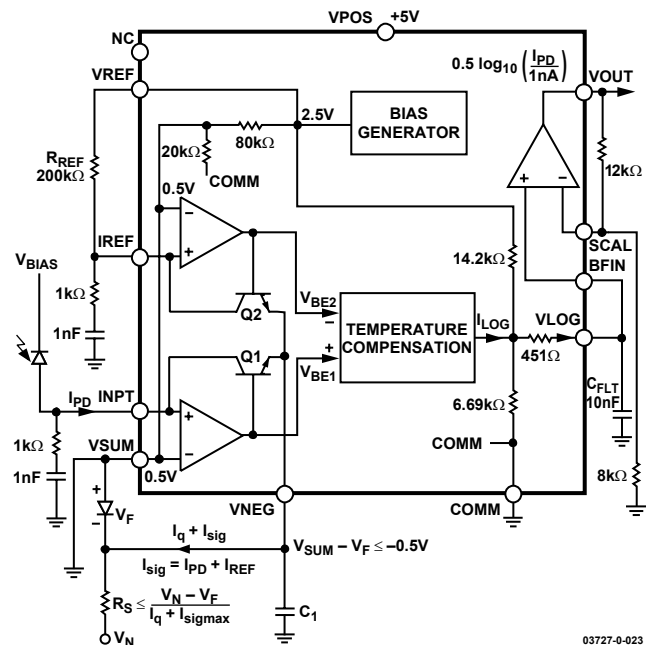 VPOS
+5V
NC
VREF
0.5 log10 (IPD
1nA)
VOUT
2.5V
BIAS
GENERATOR
80kΩ
20kΩ
COMM
RREF
200kΩ
12kΩ
0.5V
IREF
SCAL
BFIN
VBIAS
14.2kΩ
1kΩ
VBE2
1nF
Q2
TEMPERATURE
COMPENSATION
ILOG
VLOG
451Ω
Q1
VBE1
CFLT
10nF
IPD
INPT
6.69kΩ
1kΩ
COMM
VSUM
0.5V
1nF
8kΩ
VNEG
COMM
VF
Iq + Isig
VSUM – VF ≤ –0.5V
Isig = IPD + IREF
RS ≤ VN – VF
Iq + Isigmax
C1
VN
03727-0-023